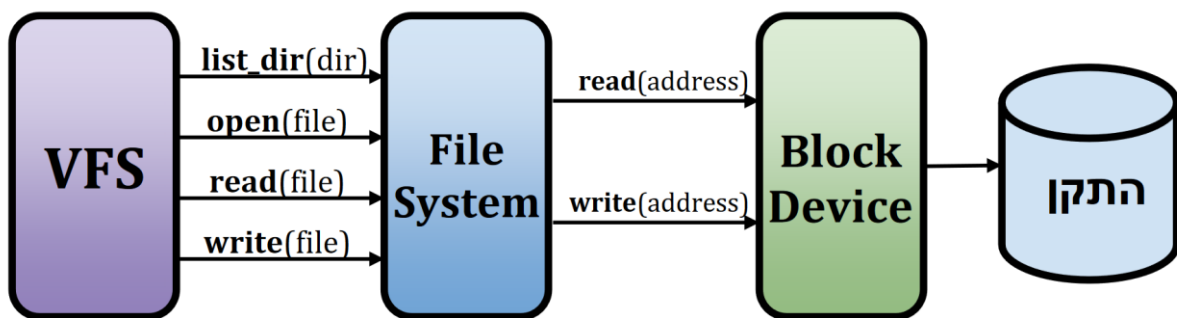 VFS
list_dir(dir)
open(file)
read(file)
write(file)
File
System
read(address)
write(address)
Block
Device
התקן